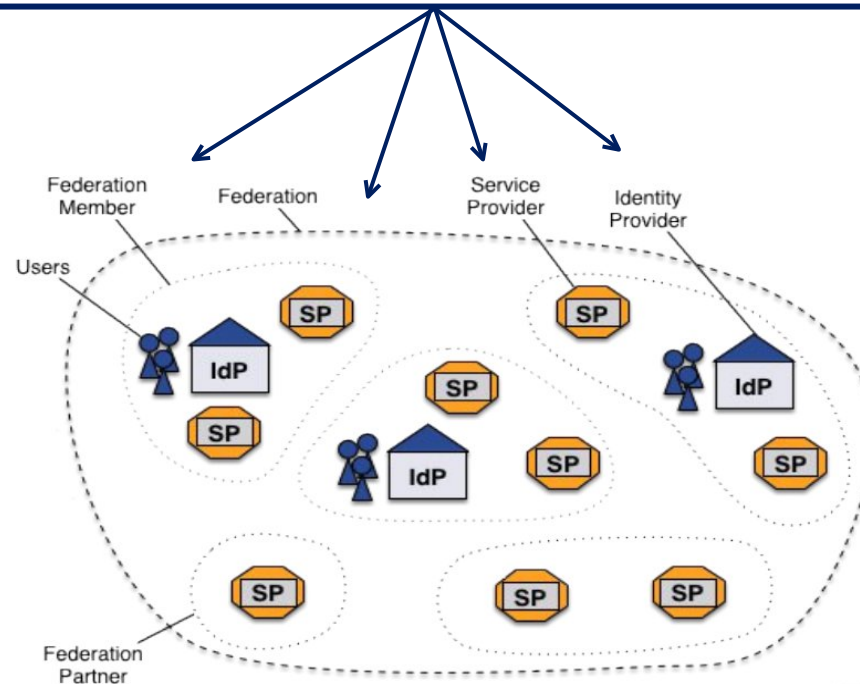 Federation
Member
Federation
Service
Provider
Identity
Provider
Users
SP
SP
IdP
IdP
SP
SP
IdP
SP
SP
SP
SP
SP
Federation
Partner